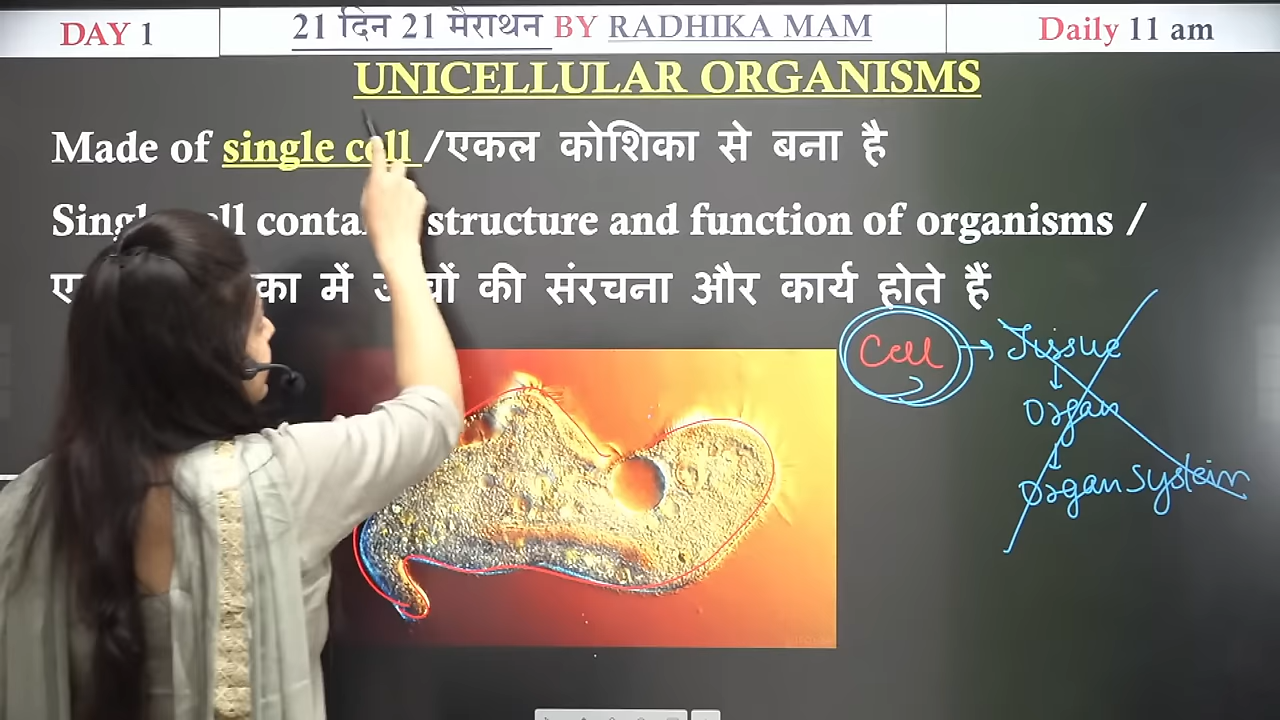 DAY 1
21 दिन 21 मैराथन BY RADHIKA MAM
Daily 11 am
UNICELLULAR ORGANISMS
Made of single cell /एकल कोशिका से बना है
structure and function of organisms /
में की संरचना और कार्य होते हैं
Cell → Tissue
↓
Organ
↓
Organ system